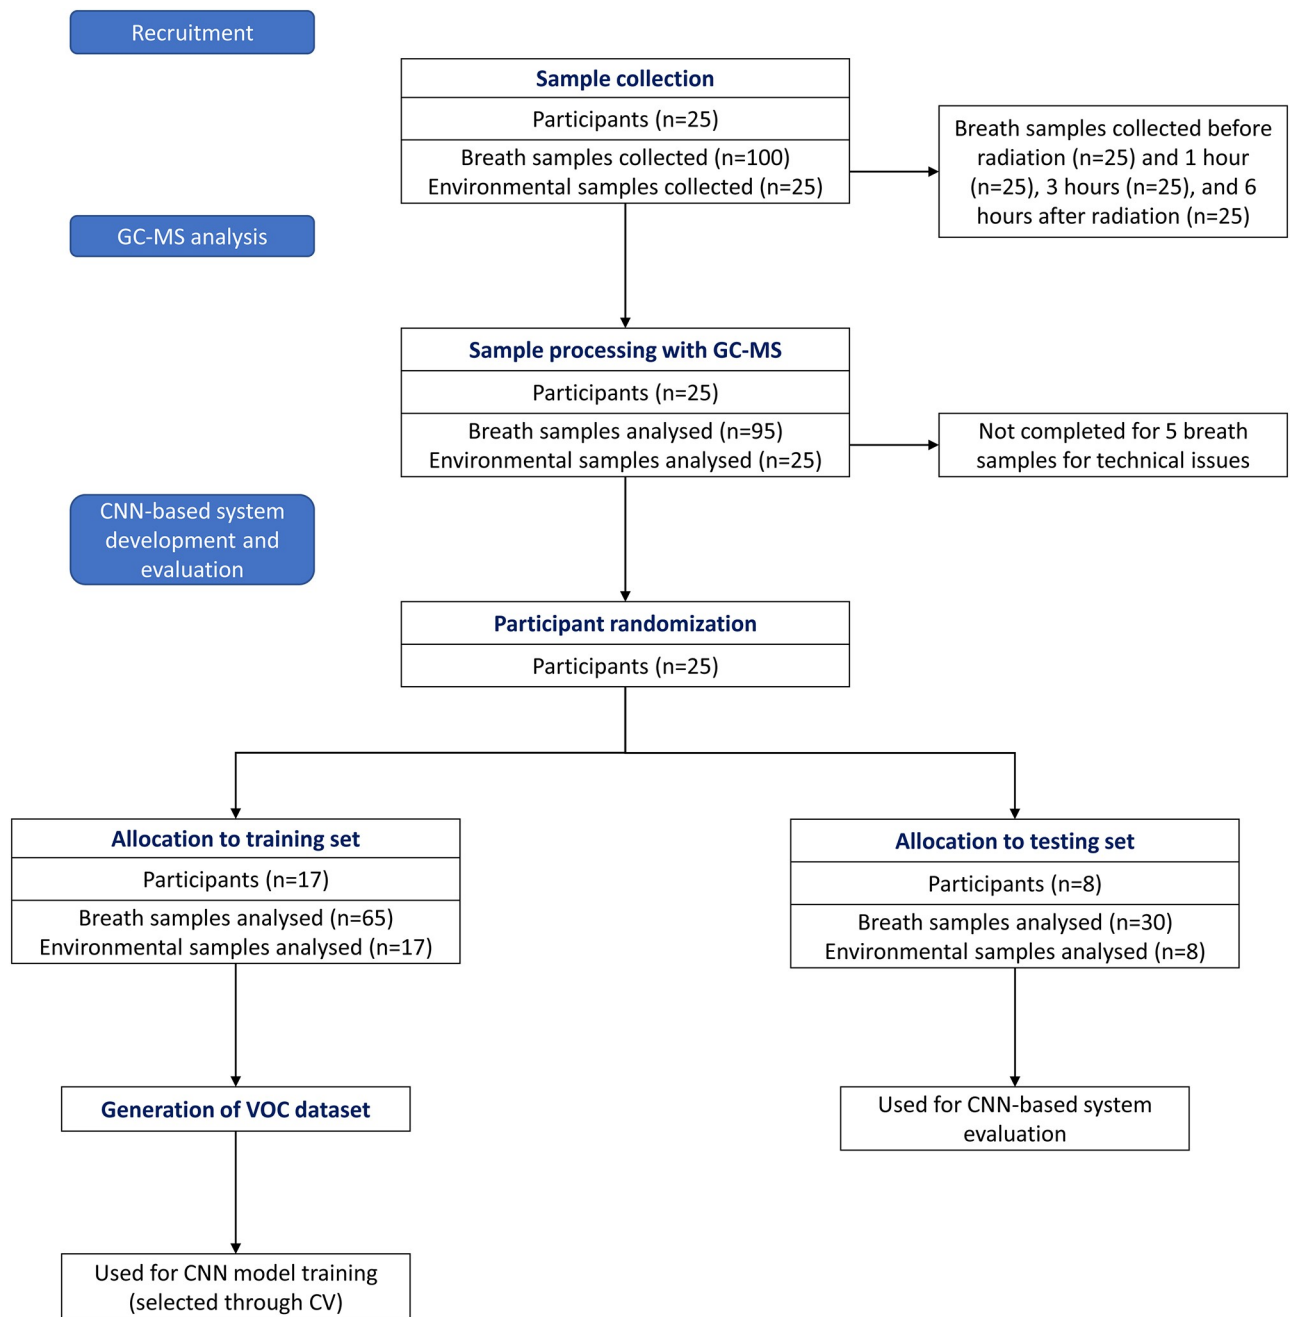 Recruitment
Sample collection
Participants (n=25)
Breath samples collected (n=100)
Environmental samples collected (n=25)
Breath samples collected before
radiation (n=25) and 1 hour
(n=25), 3 hours (n=25), and 6
hours after radiation (n=25)
GC-MS analysis
Sample processing with GC-MS
Participants (n=25)
Breath samples analysed (n=95)
Environmental samples analysed (n=25)
Not completed for 5 breath
samples for technical issues
CNN-based system
development and
evaluation
Participant randomization
Participants (n=25)
Allocation to training set
Participants (n=17)
Breath samples analysed (n=65)
Environmental samples analysed (n=17)
Allocation to testing set
Participants (n=8)
Breath samples analysed (n=30)
Environmental samples analysed (n=8)
Generation of VOC dataset
Used for CNN-based system
evaluation
Used for CNN model training
(selected through CV)